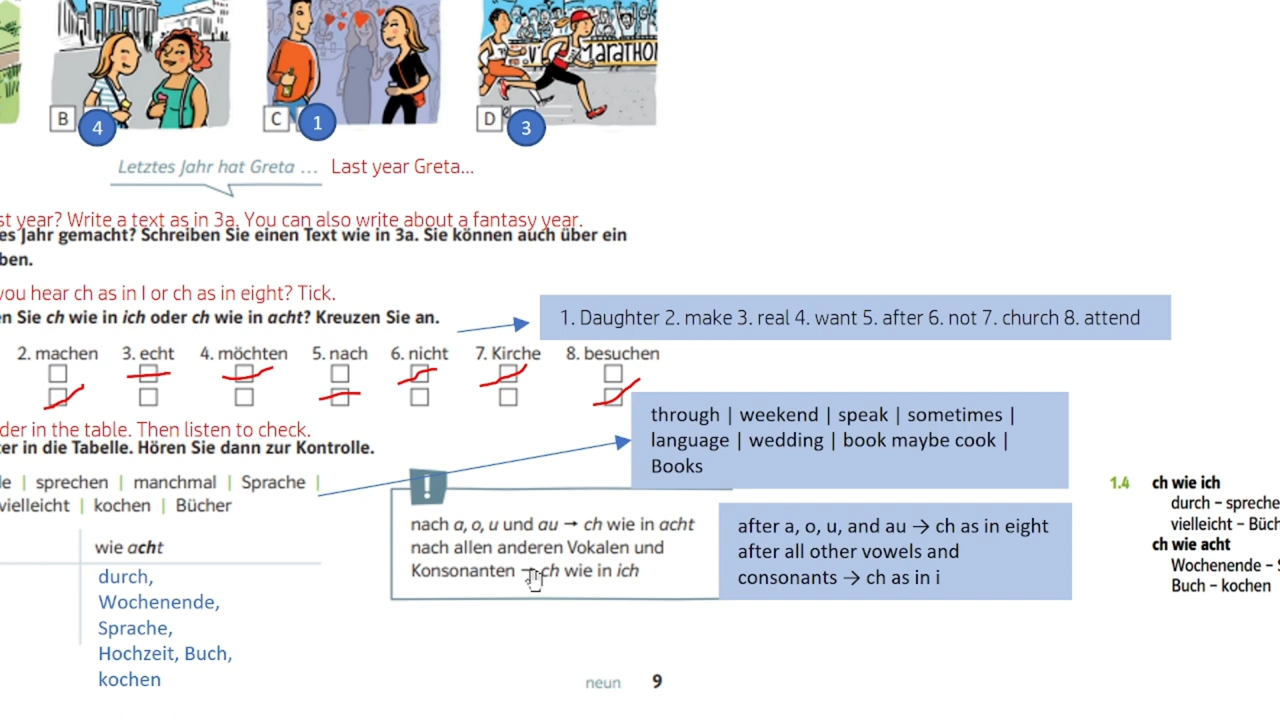 MARATHON
B
4
C
1
D
3
Letztes Jahr hat Greta ... Last year Greta...
st year? Write a text as in 3a. You can also write about a fantasy year.
es Jahr gemacht? Schreiben Sie einen Text wie in 3a. Sie können auch über ein
ben.
you hear ch as in I or ch as in eight? Tick.
en Sie ch wie in ich oder ch wie in acht? Kreuzen Sie an.
1. Daughter 2. make 3. real 4. want 5. after 6. not 7. church 8. attend
2. machen 3. echt 4. möchten 5. nach 6. nicht 7. Kirche 8. besuchen
der in the table. Then listen to check.
ter in die Tabelle. Hören Sie dann zur Kontrolle.
through | weekend | speak | sometimes |
language | wedding | book maybe cook |
Books
le | sprechen | manchmal | Sprache |
vielleicht | kochen | Bücher
!
nach a, o, u und au → ch wie in acht
nach allen anderen Vokalen und
Konsonanten → ch wie in ich
after a, o, u, and au → ch as in eight
after all other vowels and
consonants → ch as in i
wie acht
durch,
Wochenende,
Sprache,
Hochzeit, Buch,
kochen
1.4 ch wie ich
durch – spreche
vielleicht – Büch
ch wie acht
Wochenende – S
Buch – kochen
neun 9